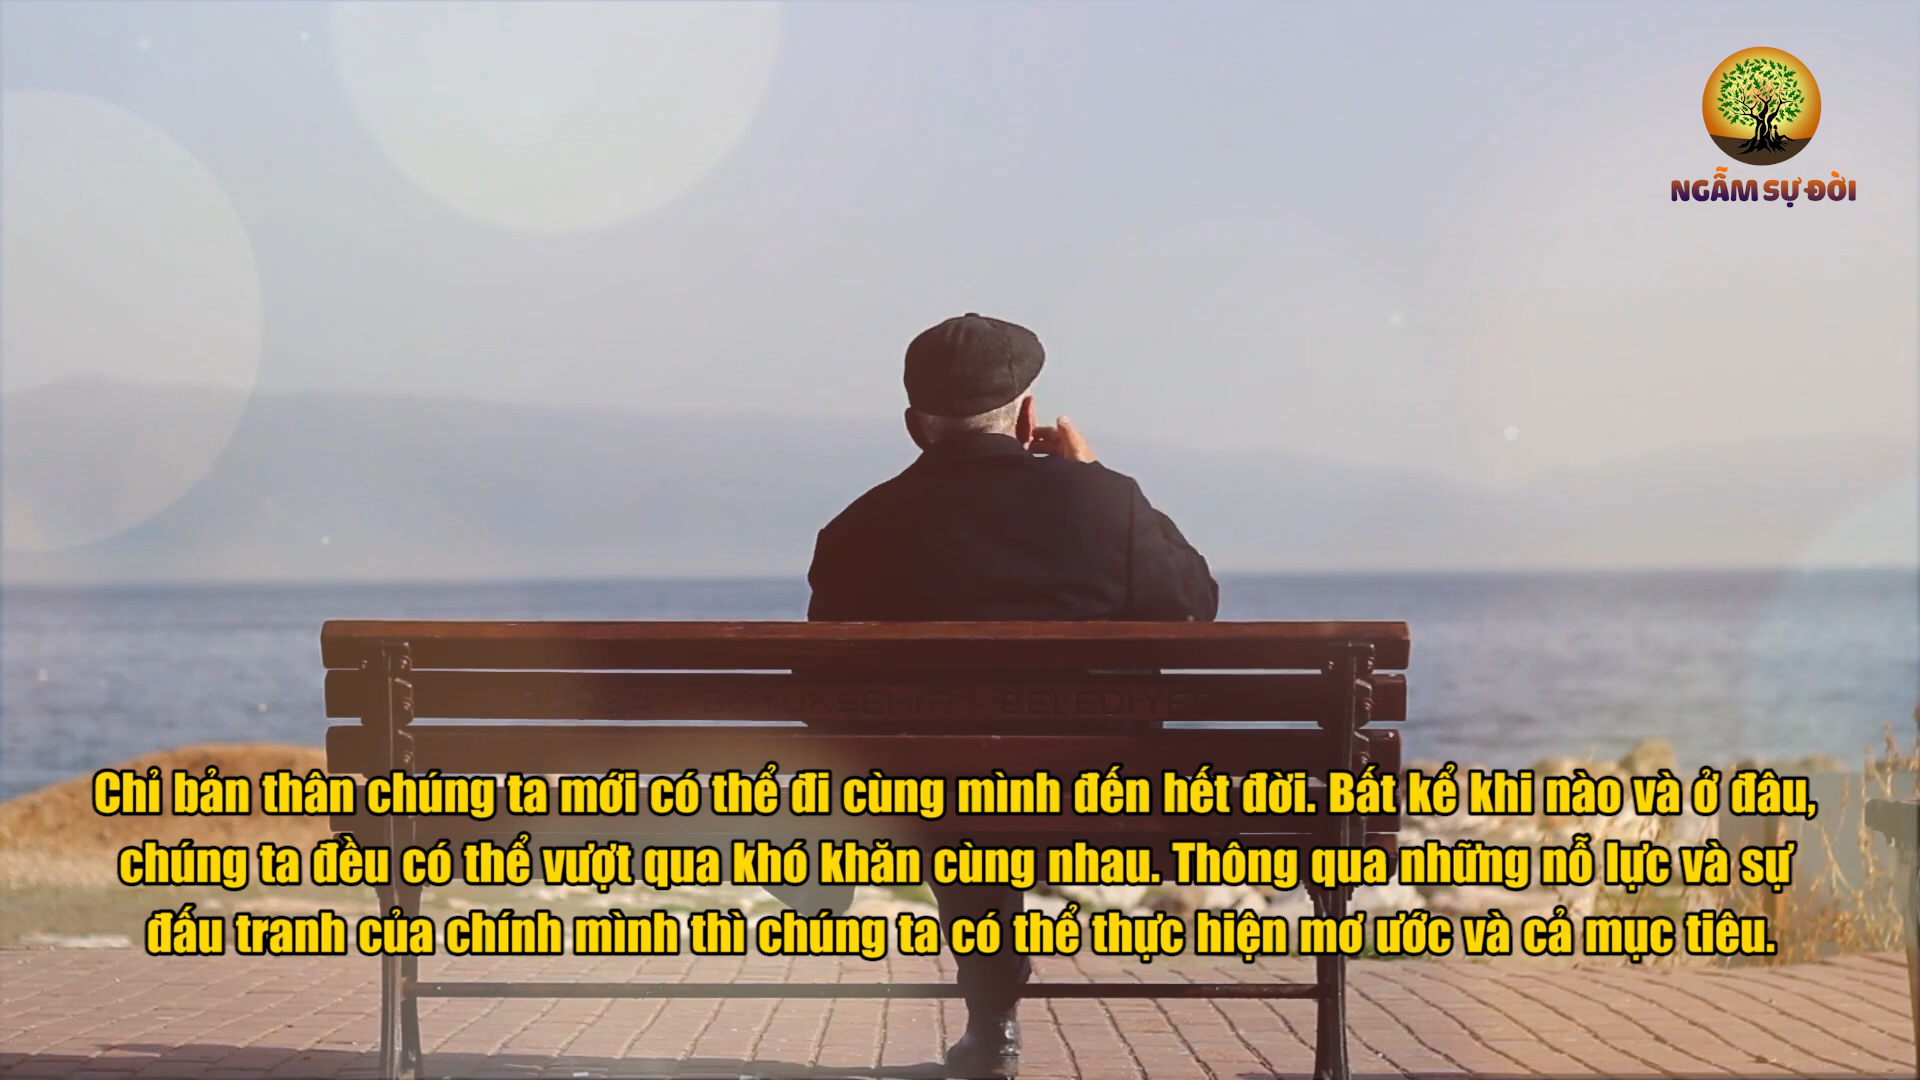 NGẪM SỰ ĐỜI
BELEDIYES
Chỉ bản thân chúng ta mới có thể đi cùng mình đến hết đời. Bất kể khi nào và ở đâu,
chúng ta đều có thể vượt qua khó khăn cùng nhau. Thông qua những nỗ lực và sự
đấu tranh của chính mình thì chúng ta có thể thực hiện mơ ước và cả mục tiêu.